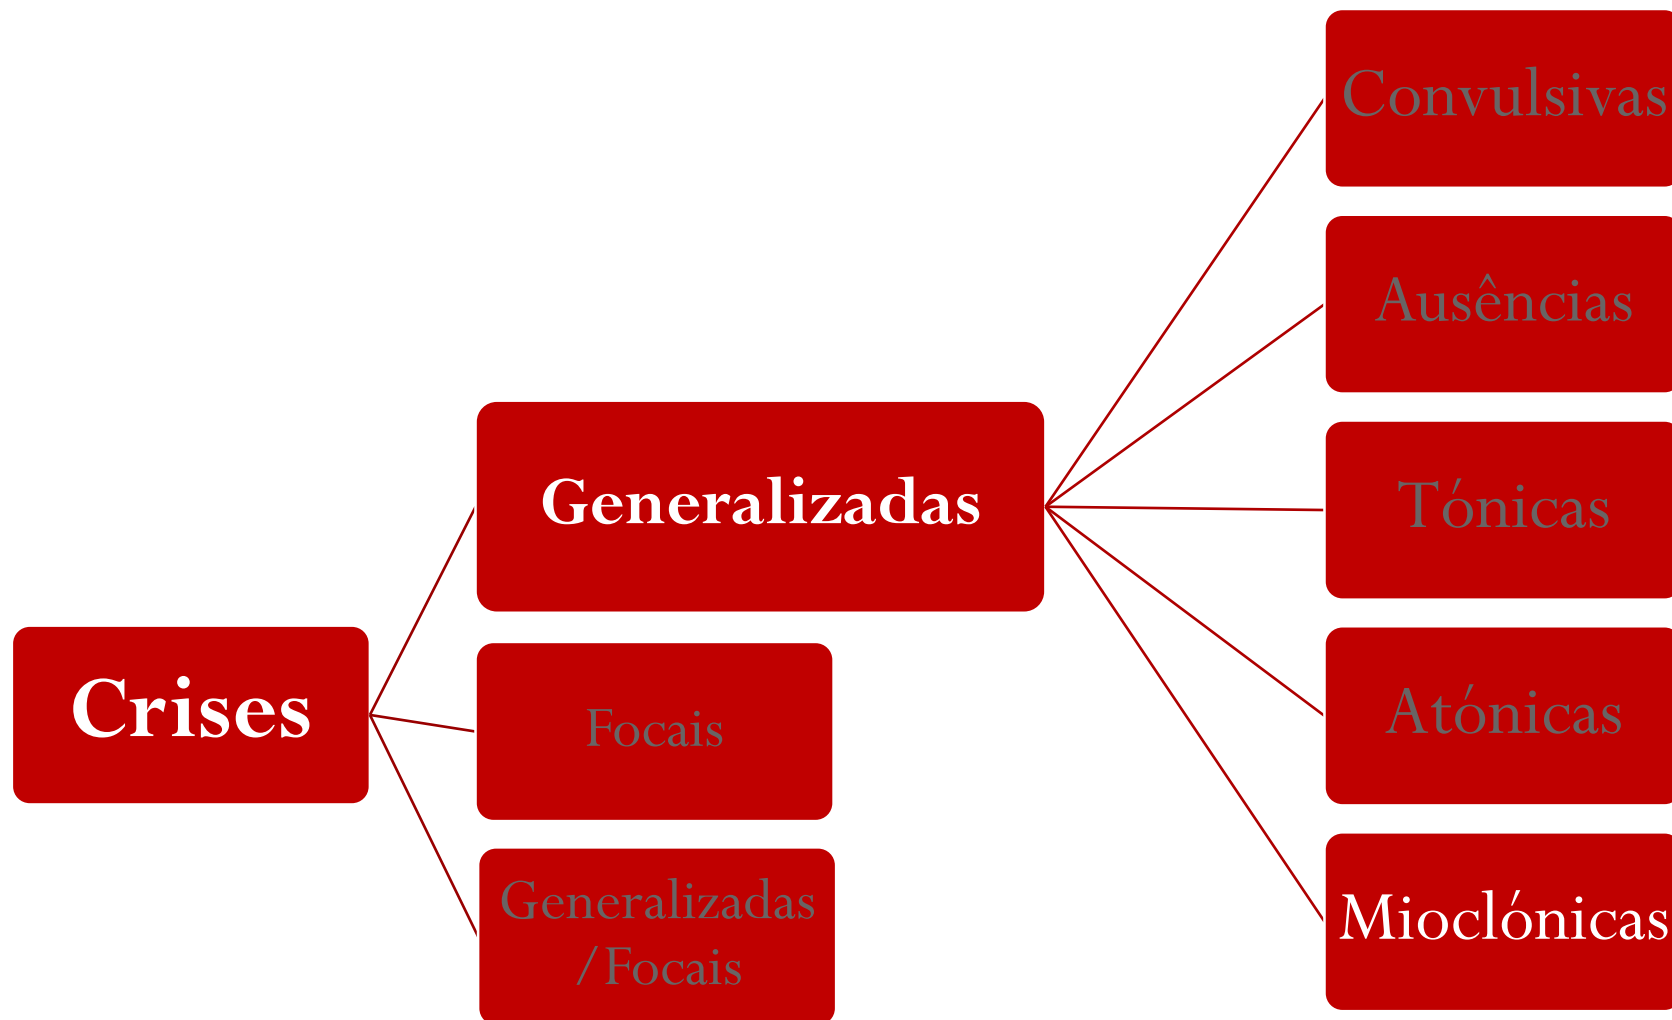 Crises
Generalizadas
Focais
Generalizadas
/Focais
Convulsivas
Ausências
Tónicas
Atónicas
Mioclónicas